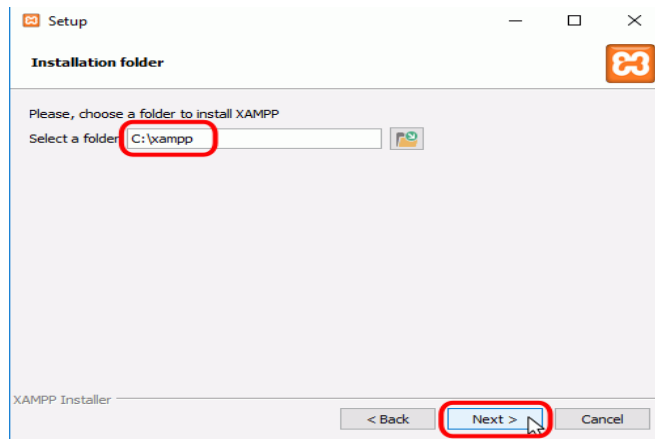 Setup
Installation folder
Please, choose a folder to install XAMPP
Select a folder C:\xampp
XAMPP Installer
< Back Next > Cancel